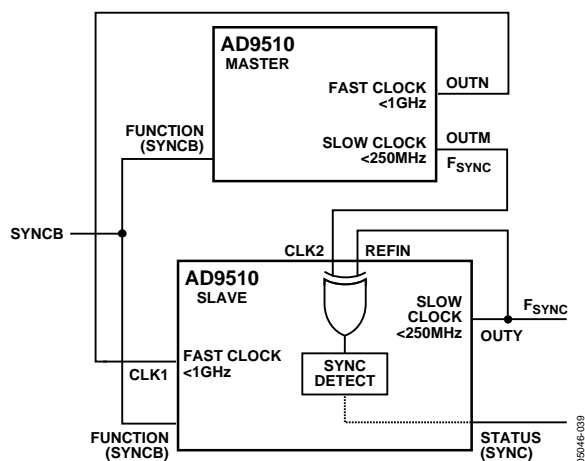 AD9510
MASTER
FAST CLOCK
<1GHz
OUTN
FUNCTION
(SYNCB)
SLOW CLOCK
<250MHz
OUTM
FSYNC
SYNCB
CLK2
REFIN
AD9510
SLAVE
SLOW
CLOCK
<250MHz
FSYNC
OUTY
FAST CLOCK
<1GHz
CLK1
SYNC
DETECT
FUNCTION
(SYNCB)
STATUS
(SYNC)
05046-039